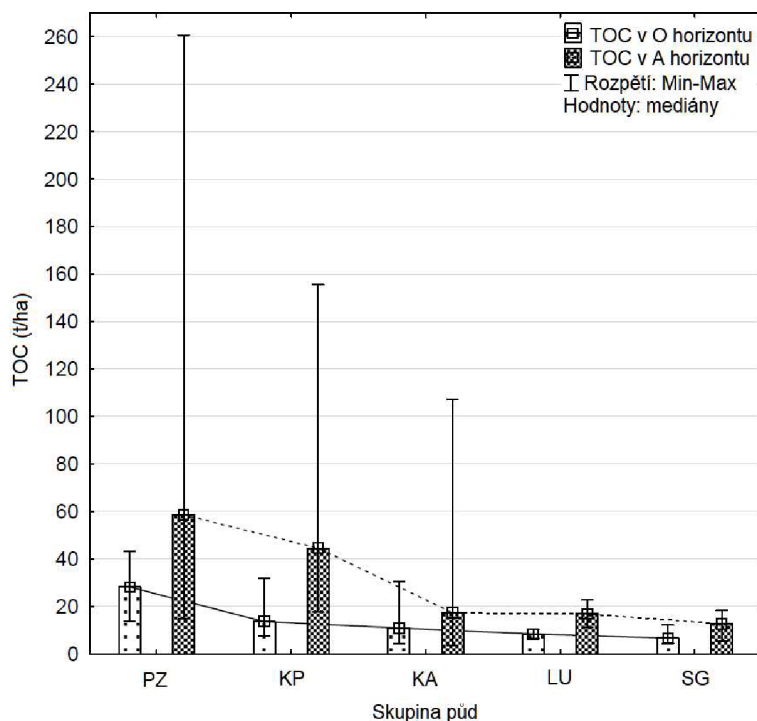 TOC v O horizontu
TOC v A horizontu
Rozpětí: Min-Max
Hodnoty: mediány
260
240
220
200
180
160
140
120
100
80
60
40
20
0
TOC (t/ha)
PZ KP KA LU SG
Skupina půd